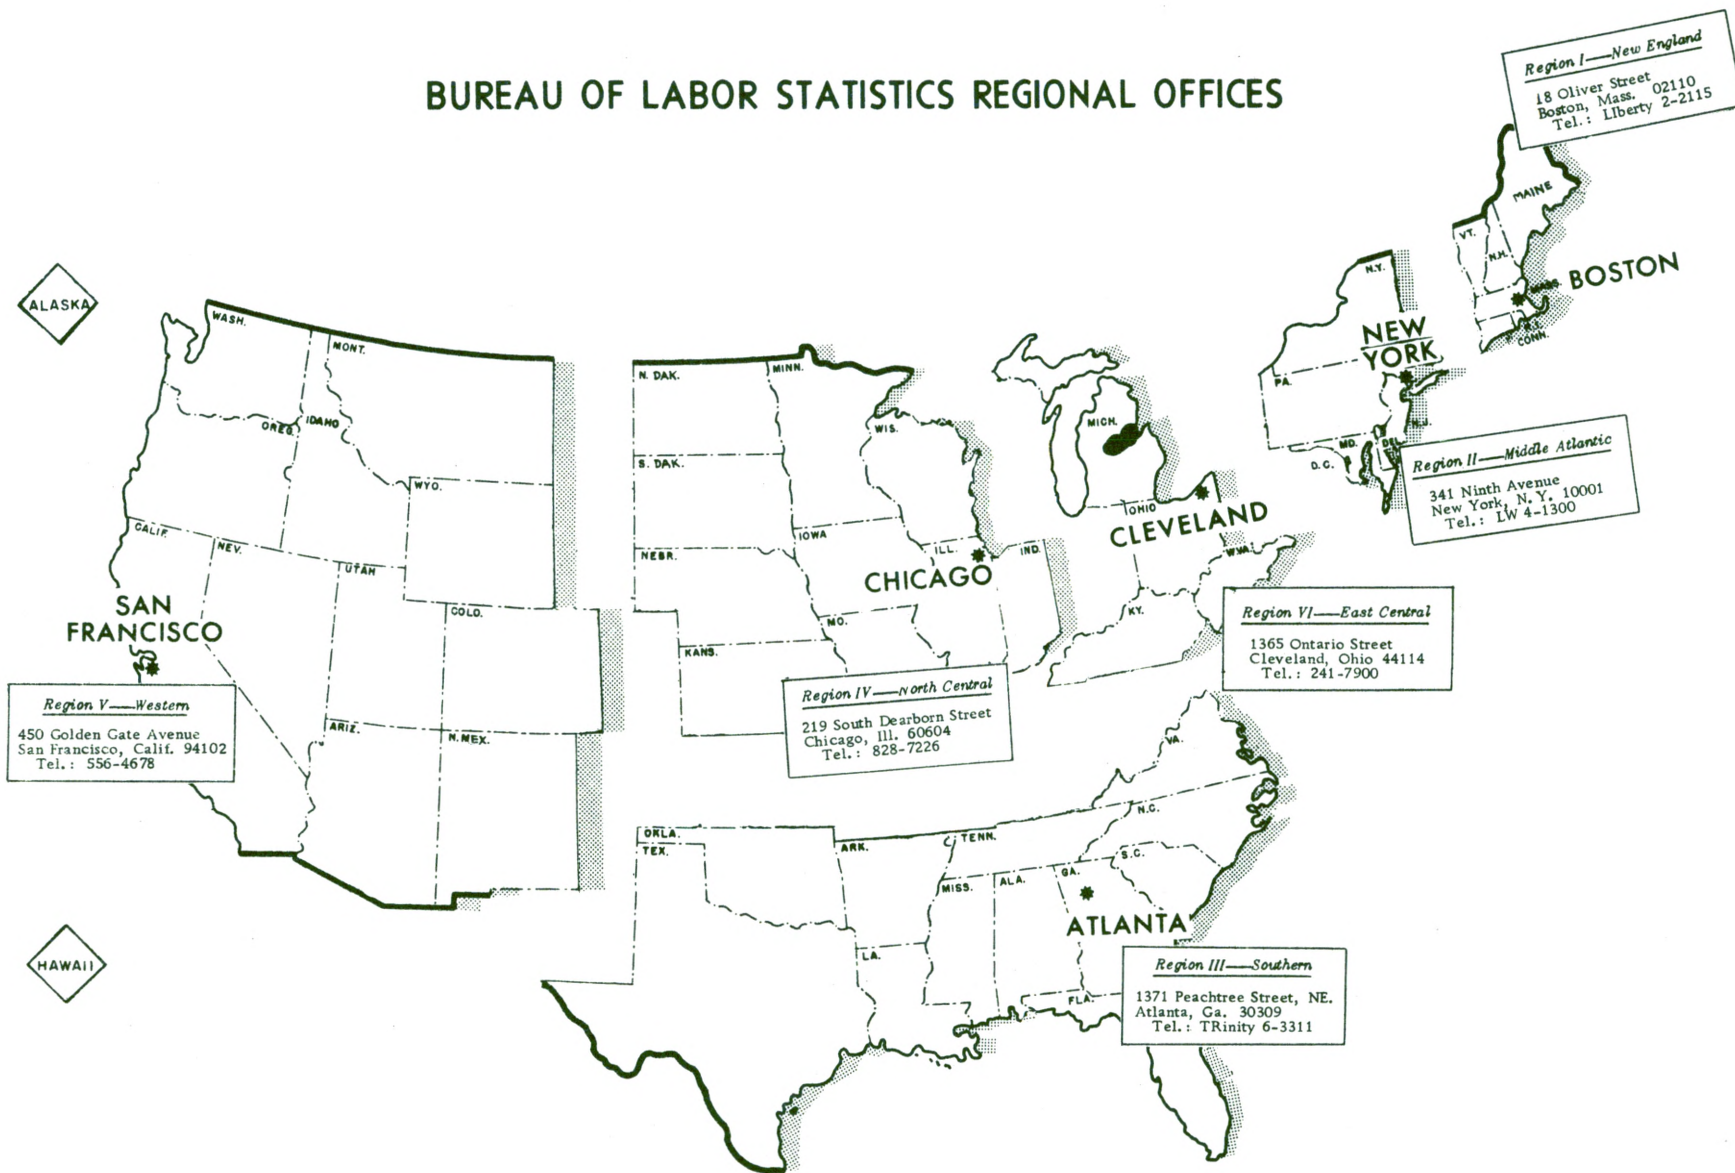 BUREAU OF LABOR STATISTICS REGIONAL OFFICES
Region I——New England
18 Oliver Street
Boston, Mass. 02110
Tel.: LIberty 2-2115
MAINE
VT.
N.H.
MASS.
BOSTON
R.I.
CONN.
N.Y.
NEW
YORK
PA.
N.J.
MD.
DEL.
D.C.
Region II——Middle Atlantic
341 Ninth Avenue
New York, N. Y. 10001
Tel.: LW 4-1300
ALASKA
WASH.
MONT.
OREG.
IDAHO
WYO.
CALIF.
NEV.
UTAH
COLO.
SAN
FRANCISCO
Region V——Western
450 Golden Gate Avenue
San Francisco, Calif. 94102
Tel.: 556-4678
ARIZ.
N.MEX.
HAWAII
N. DAK.
MINN.
WIS.
S. DAK.
IOWA
NEBR.
ILL.
IND.
CHICAGO
MO.
KANS.
Region IV——North Central
219 South Dearborn Street
Chicago, Ill. 60604
Tel.: 828-7226
MICH.
OHIO
CLEVELAND
W.VA.
KY.
Region VI——East Central
1365 Ontario Street
Cleveland, Ohio 44114
Tel.: 241-7900
VA.
N.C.
OKLA.
TEX.
ARK.
TENN.
S.C.
MISS.
ALA.
GA.
ATLANTA
LA.
FLA.
Region III——Southern
1371 Peachtree Street, NE.
Atlanta, Ga. 30309
Tel.: TRinity 6-3311